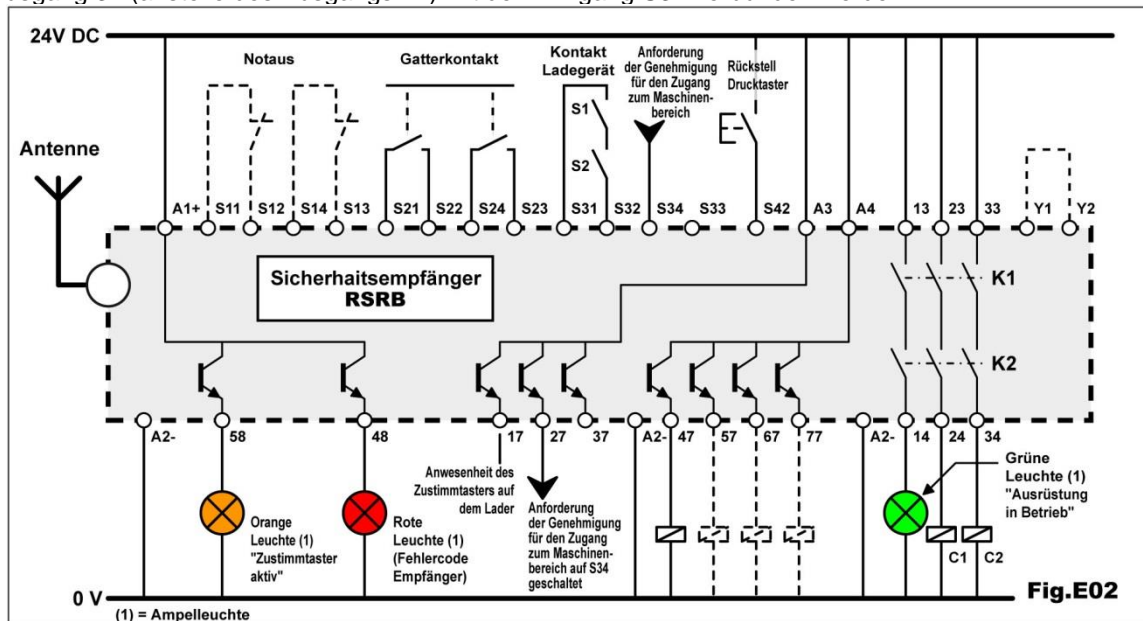 24V DC
Notaus
Gatterkontakt
Kontakt
Ladegerät
Anforderung
der Genehmigung
für den Zugang
zum Maschinen-
bereich
Rückstell
Drucktaster
S1
S2
Antenne
A1+ S11 S12 S14 S13 S21 S22 S24 S23 S31 S32 S34 S33 S42 A3 A4 13 23 33 Y1 Y2
Sicherhaitsempfänger
RSRB
K1
K2
A2- 58 48 17 27 37 A2- 47 57 67 77 A2- 14 24 34
Orange
Leuchte (1)
"Zustimmtaster
aktiv"
Rote
Leuchte (1)
(Fehlercode
Empfänger)
Anwesenheit des
Zustimmtasters auf
dem Lader
Anforderung
der Genehmigung
für den Zugang
zum Maschinen-
bereich auf S34
geschaltet
Grüne
Leuchte (1)
"Ausrüstung
in Betrieb"
C1 C2
0 V
(1) = Ampelleuchte
Fig.E02